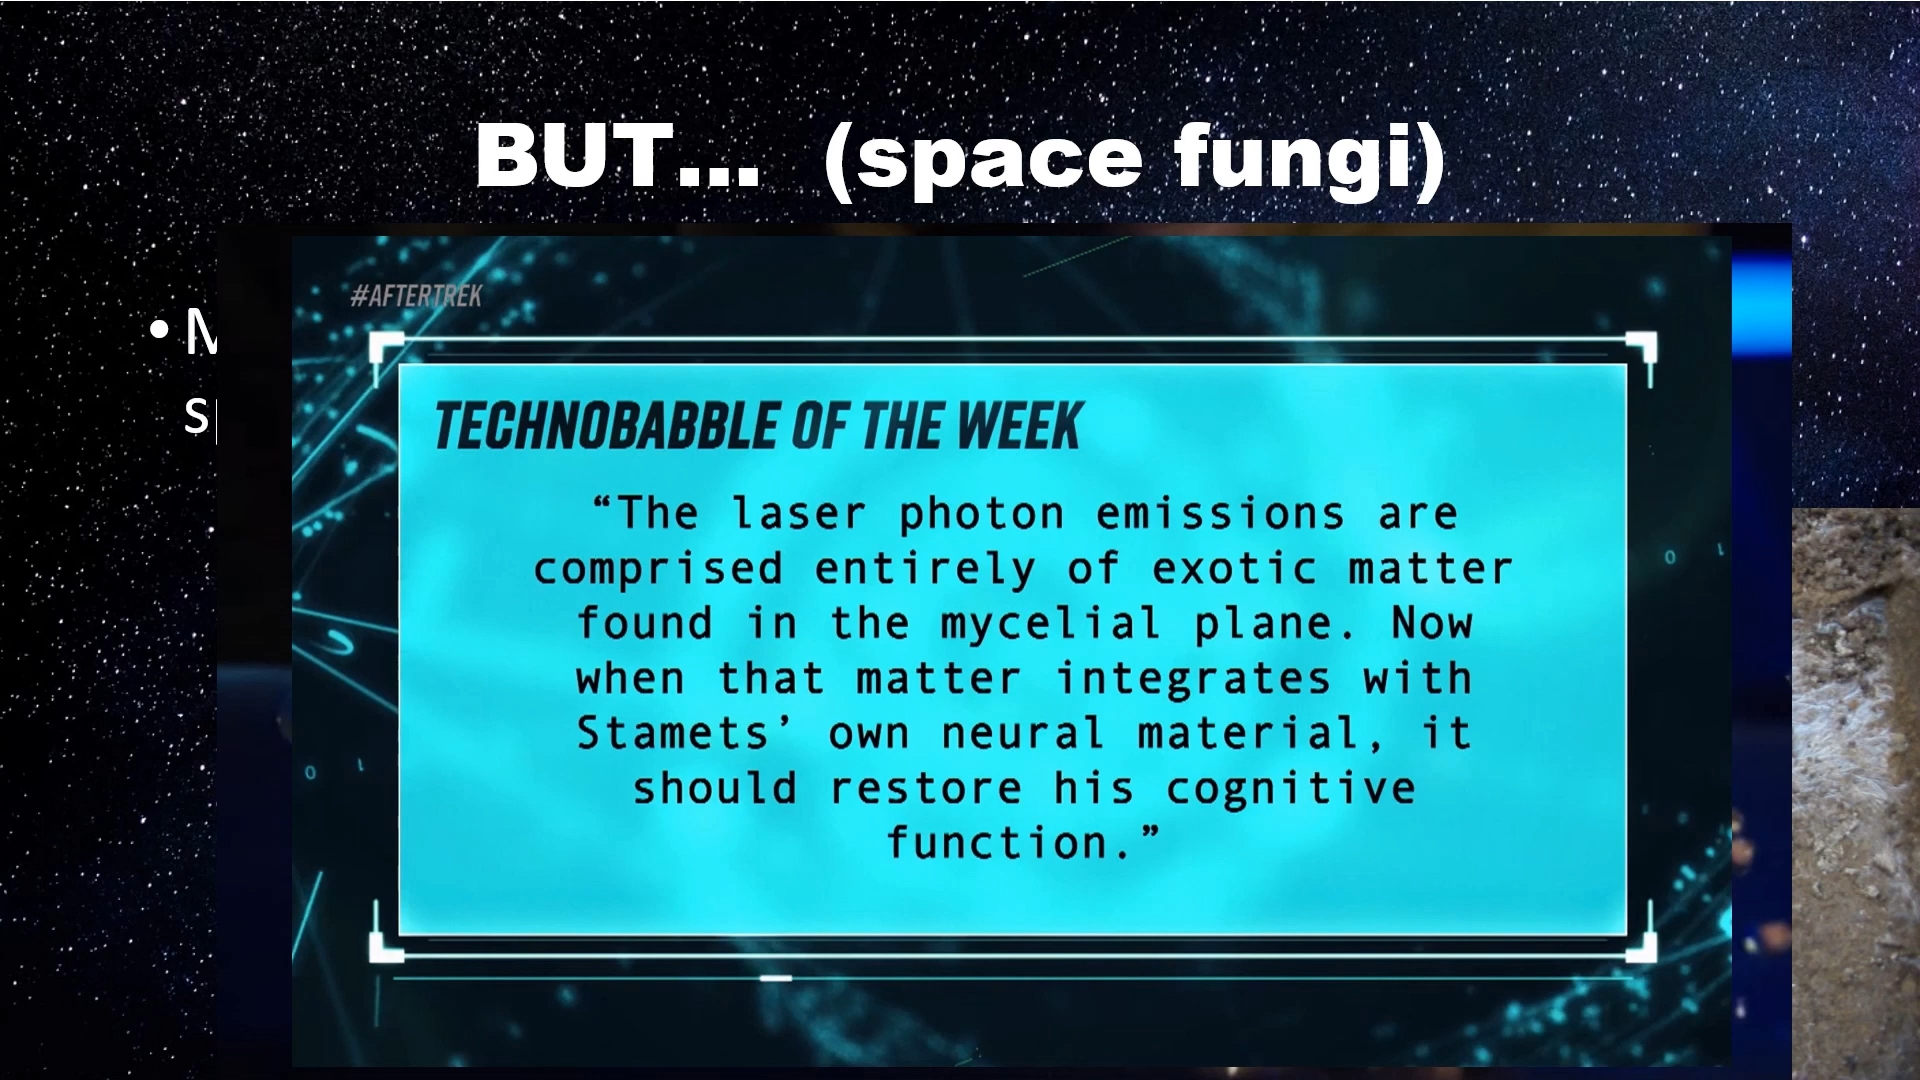 BUT... (space fungi)
#AFTERTREK
TECHNOBABBLE OF THE WEEK
“The laser photon emissions are
comprised entirely of exotic matter
found in the mycelial plane. Now
when that matter integrates with
Stamets’ own neural material, it
should restore his cognitive
function.”